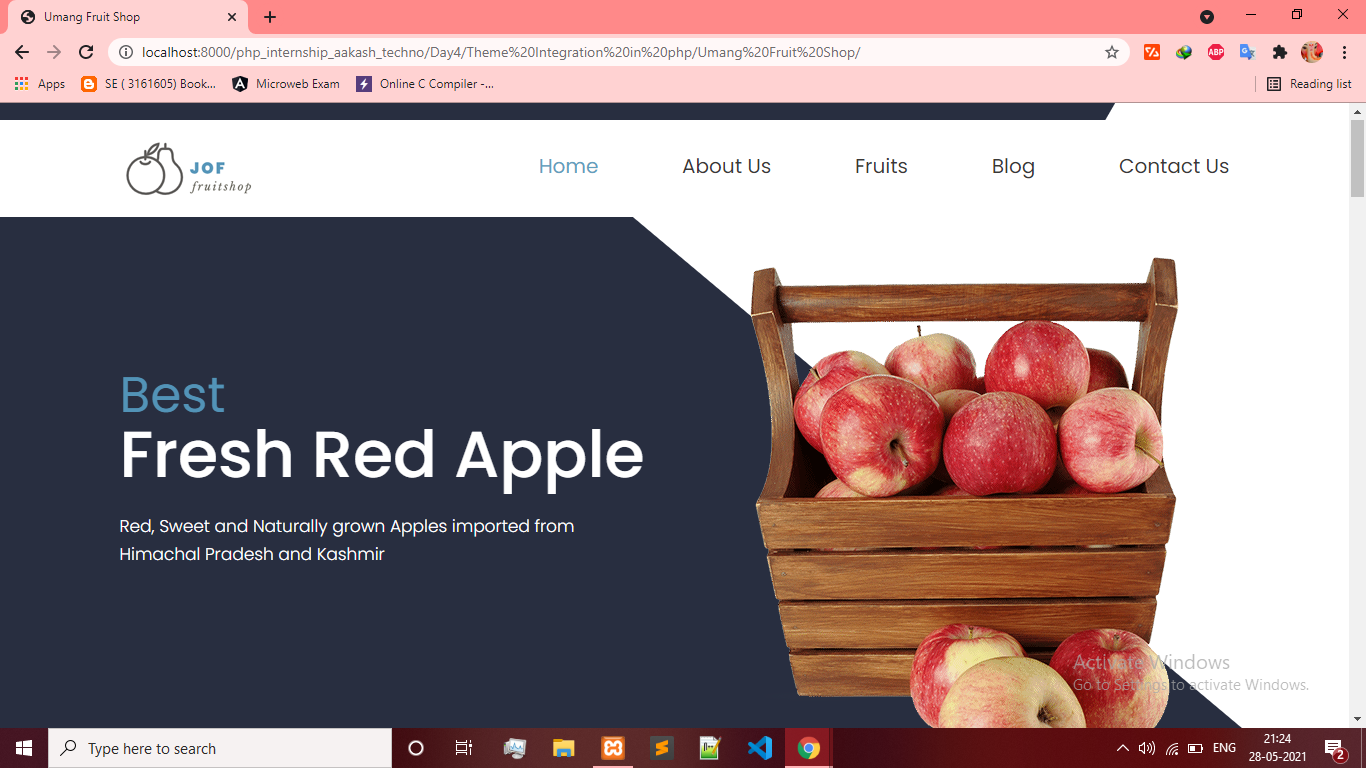 Umang Fruit Shop
localhost:8000/php_internship_aakash_techno/Day4/Theme%20Integration%20in%20php/Umang%20Fruit%20Shop/
ABP
Apps
SE ( 3161605) Book...
Microweb Exam
Online C Compiler -...
Reading list
JOF
fruitshop
Home
About Us
Fruits
Blog
Contact Us
Best
Fresh Red Apple
Red, Sweet and Naturally grown Apples imported from
Himachal Pradesh and Kashmir
Activate Windows
Go to Settings to activate Windows.
Type here to search
ENG
21:24
28-05-2021
2